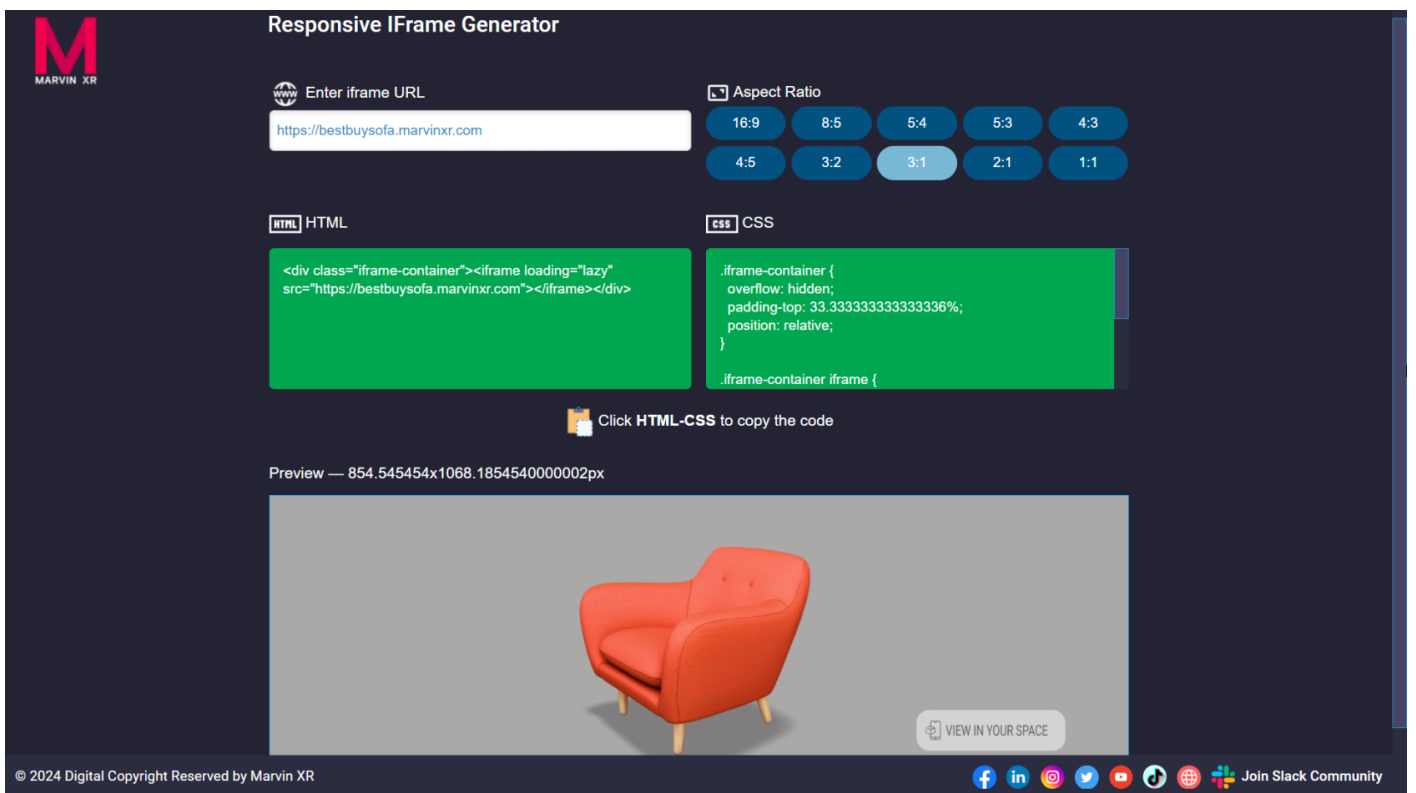 M
MARVIN XR
Responsive IFrame Generator
www Enter iframe URL
https://bestbuysofa.marvinxr.com
Aspect Ratio
16:9 8:5 5:4 5:3 4:3
4:5 3:2 3:1 2:1 1:1
HTML HTML
<div class="iframe-container"><iframe loading="lazy"
src="https://bestbuysofa.marvinxr.com"></iframe></div>
CSS CSS
.iframe-container {
overflow: hidden;
padding-top: 33.333333333333336%;
position: relative;
}
.iframe-container iframe {
Click HTML-CSS to copy the code
Preview — 854.545454x1068.1854540000002px
VIEW IN YOUR SPACE
© 2024 Digital Copyright Reserved by Marvin XR
in
Join Slack Community